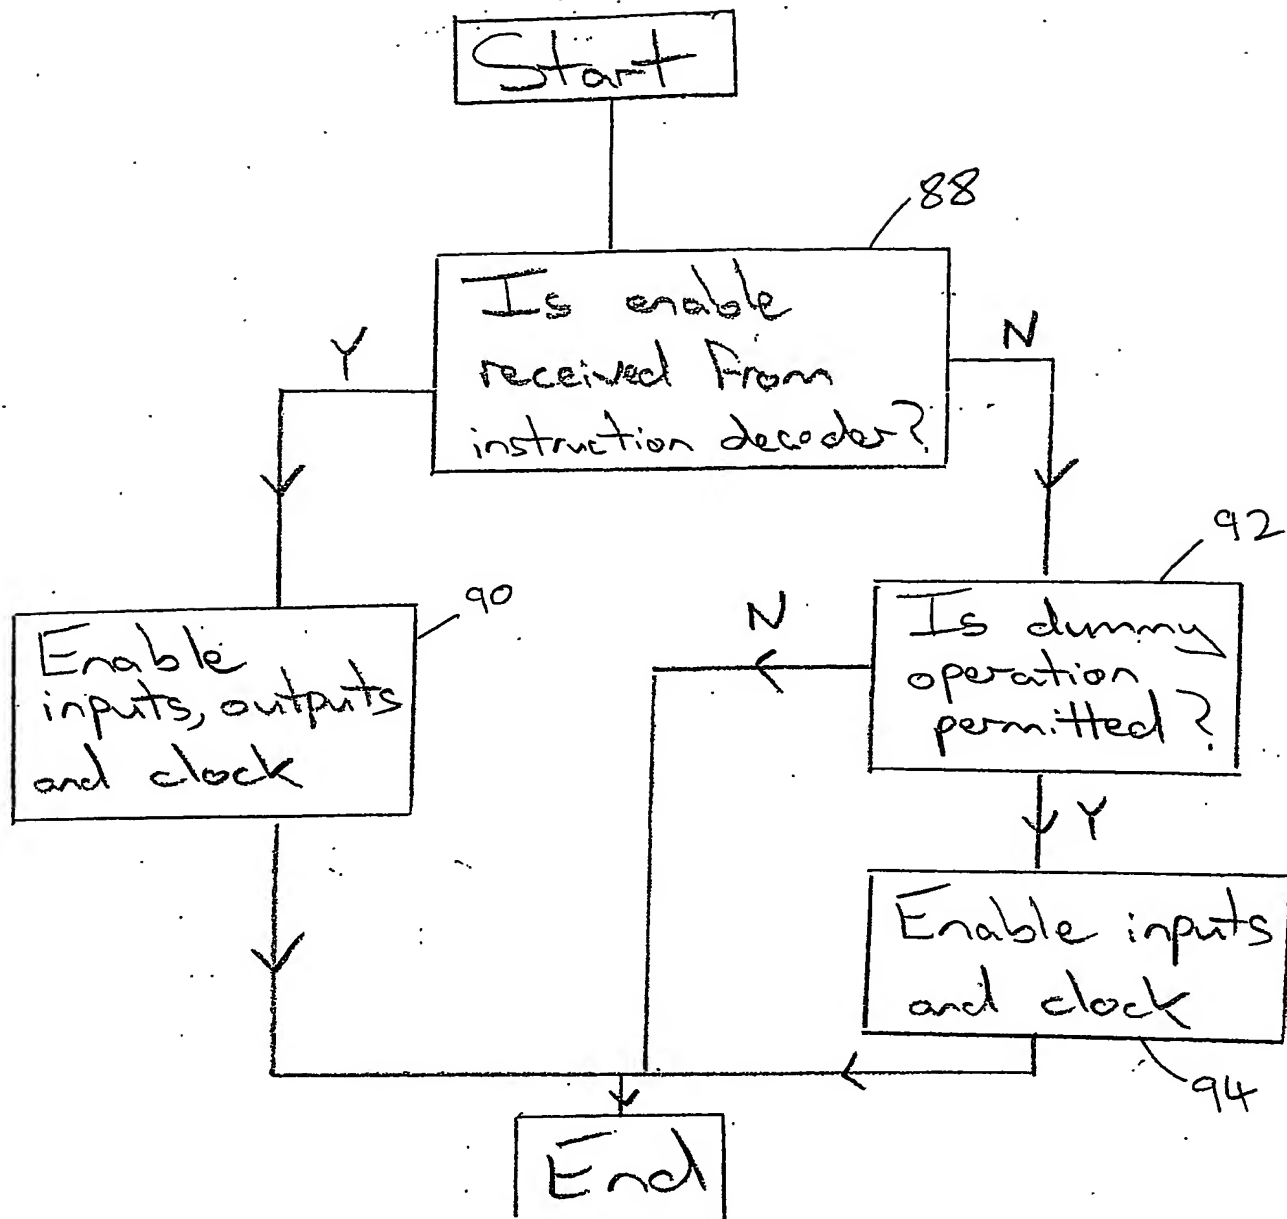 Start
88
Is enable
received from
instruction decoder?
Y
N
92
90
Enable
inputs, outputs
and clock
N
Is dummy
operation
permitted?
Y
Enable inputs
and clock
94
End